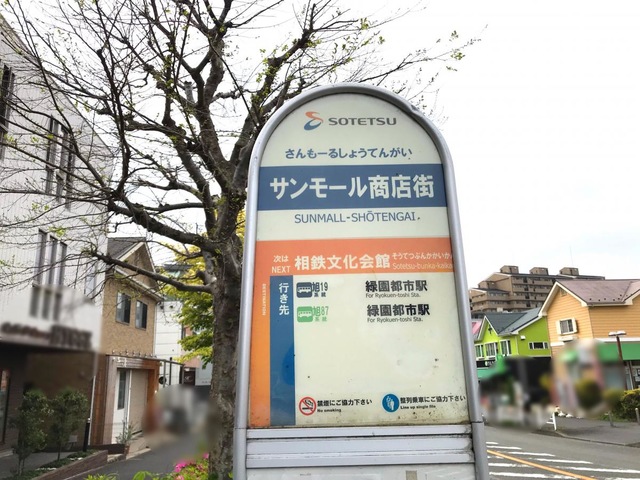 SOTETSU
さんもーるしょうてんがい
サンモール商店街
SUNMALL-SHŌTENGAI
次は NEXT 相鉄文化会館 そうてつぶんかかいかん
Sotetsu-bunka-kaikan
行き先 DESTINATION
旭19 系統 緑園都市駅
For Ryokuen-toshi Sta.
旭87 系統 緑園都市駅
For Ryokuen-toshi Sta.
禁煙にご協力下さい
No smoking
整列乗車にご協力下さい
Line up single file